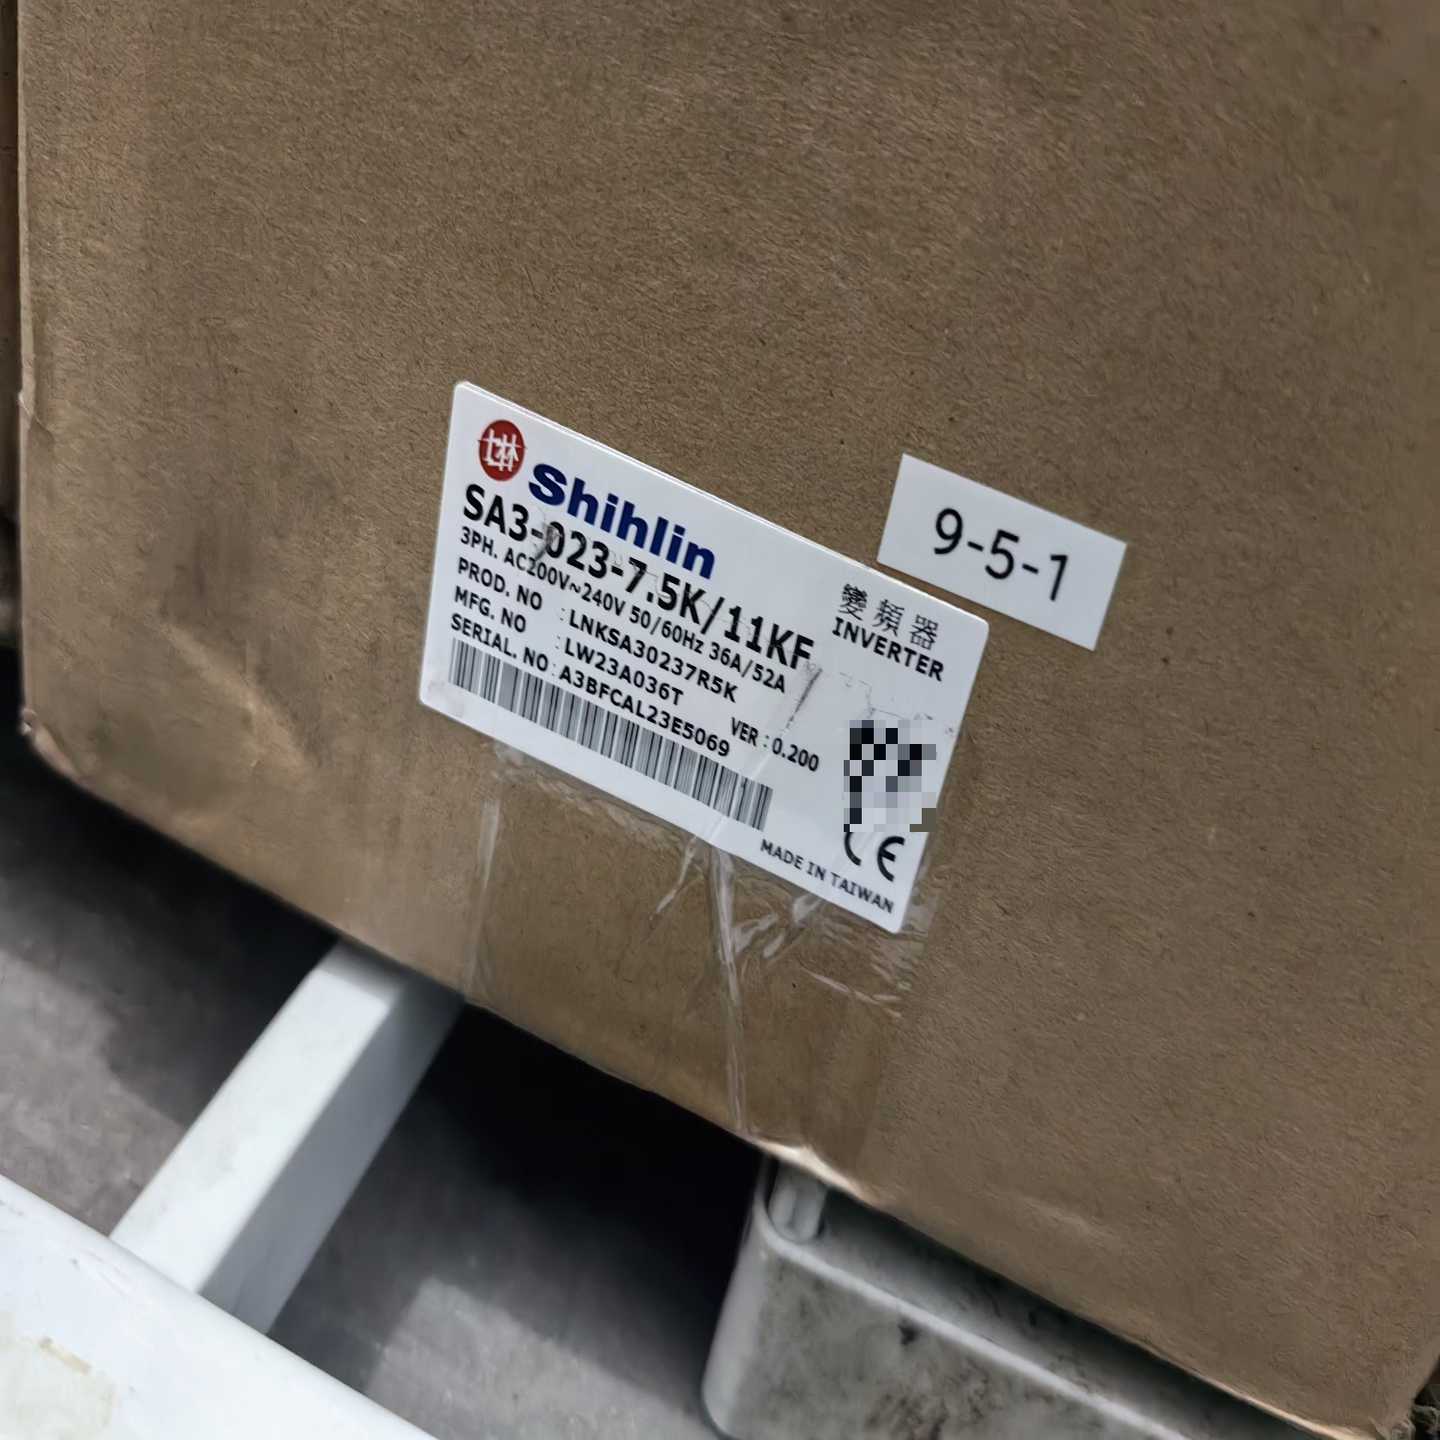 Shihlin
SA3-023-7.5K/11KF
變頻器
3PH. AC200V~240V 50/60Hz 36A/52A
INVERTER
PROD. NO : LNKSA30237R5K
MFG. NO : LW23A036T
SERIAL. NO : A3BFCAL23E5069
VER : 0.200
CE
MADE IN TAIWAN
9-5-1